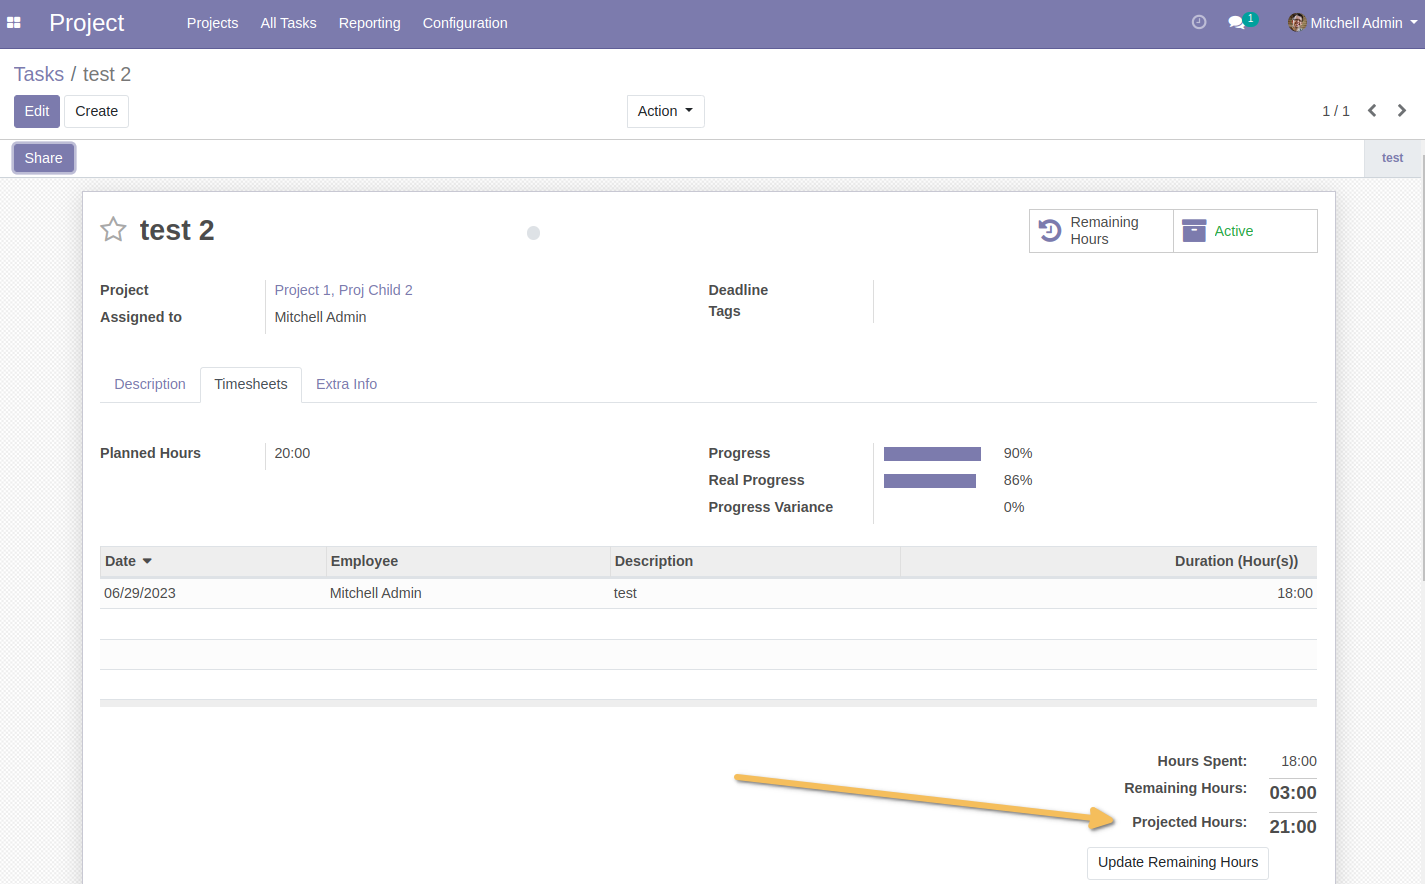 Project
Projects
All Tasks
Reporting
Configuration
1
Mitchell Admin
Tasks / test 2
Edit
Create
Action
1 / 1
Share
test
test 2
Remaining
Hours
Active
Project
Project 1, Proj Child 2
Assigned to
Mitchell Admin
Deadline
Tags
Description
Timesheets
Extra Info
Planned Hours
20:00
Progress
90%
Real Progress
86%
Progress Variance
0%
Date
Employee
Description
Duration (Hour(s))
06/29/2023
Mitchell Admin
test
18:00
Hours Spent:
18:00
Remaining Hours:
03:00
Projected Hours:
21:00
Update Remaining Hours